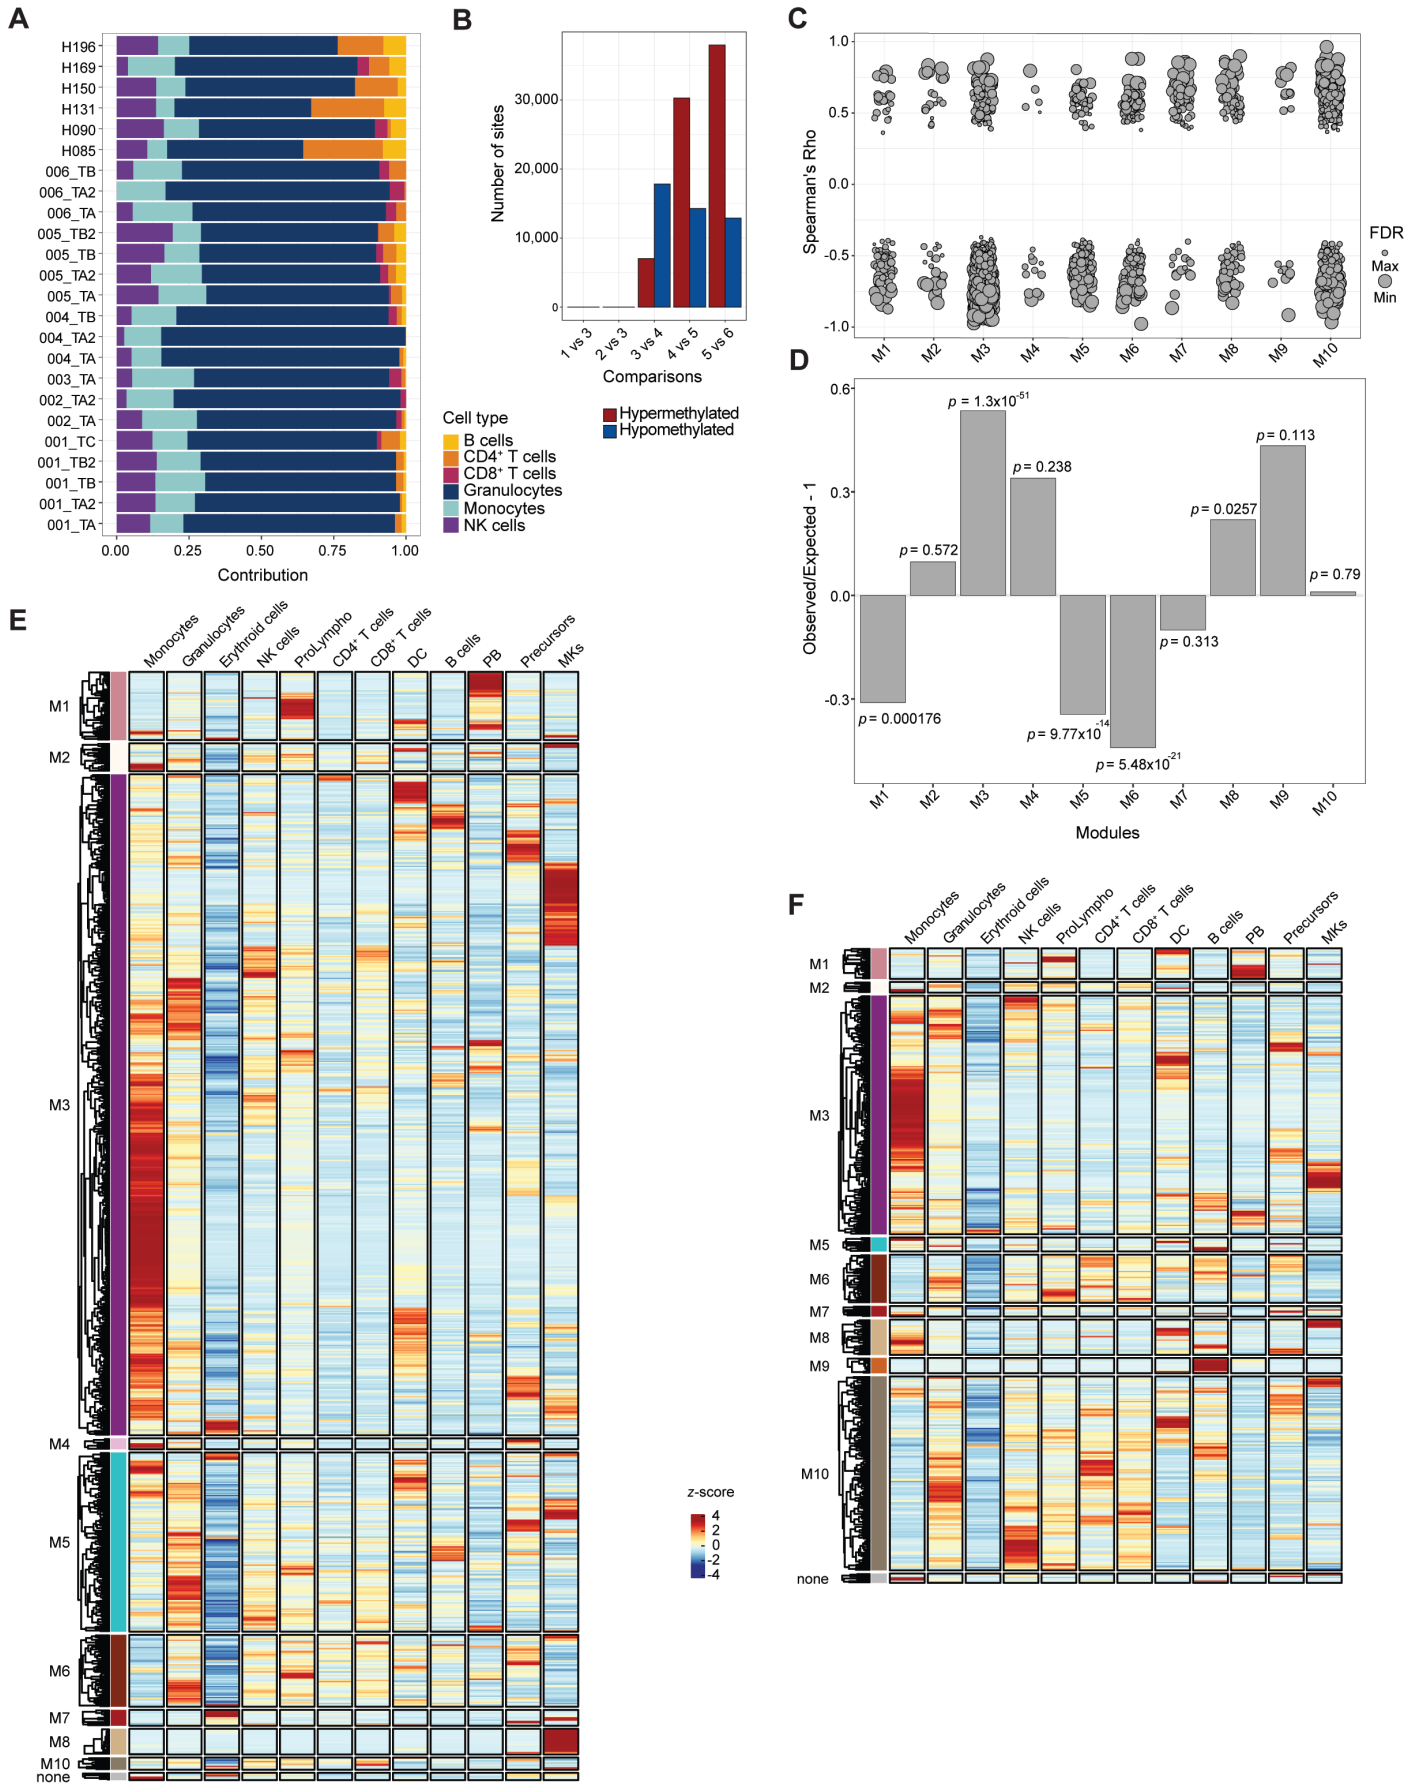 A
H196
H169
H150
H131
H090
H085
006_TB
006_TA2
006_TA
005_TB2
005_TB
005_TA2
005_TA
004_TB
004_TA2
004_TA
003_TA
002_TA2
002_TA
001_TC
001_TB2
001_TB
001_TA2
001_TA
0.00 0.25 0.50 0.75 1.00
Contribution
Cell type
B cells
CD4⁺ T cells
CD8⁺ T cells
Granulocytes
Monocytes
NK cells
B
Number of sites
30,000
20,000
10,000
0
1 vs 3
2 vs 3
3 vs 4
4 vs 5
5 vs 6
Comparisons
Hypermethylated
Hypomethylated
C
Spearman's Rho
1.0
0.5
0.0
-0.5
-1.0
M1 M2 M3 M4 M5 M6 M7 M8 M9 M10
FDR
Max
Min
D
Observed/Expected - 1
0.6
0.3
0.0
-0.3
p = 0.000176
p = 0.572
p = 1.3x10⁻⁵¹
p = 0.238
p = 9.77x10⁻¹⁴
p = 5.48x10⁻²¹
p = 0.313
p = 0.0257
p = 0.113
p = 0.79
M1 M2 M3 M4 M5 M6 M7 M8 M9 M10
Modules
E
Monocytes
Granulocytes
Erythroid cells
NK cells
ProLympho
CD4⁺ T cells
CD8⁺ T cells
DC
B cells
PB
Precursors
MKs
M1
M2
M3
M4
M5
M6
M7
M8
M10
none
z-score
4
2
0
-2
-4
F
Monocytes
Granulocytes
Erythroid cells
NK cells
ProLympho
CD4⁺ T cells
CD8⁺ T cells
DC
B cells
PB
Precursors
MKs
M1
M2
M3
M5
M6
M7
M8
M9
M10
none